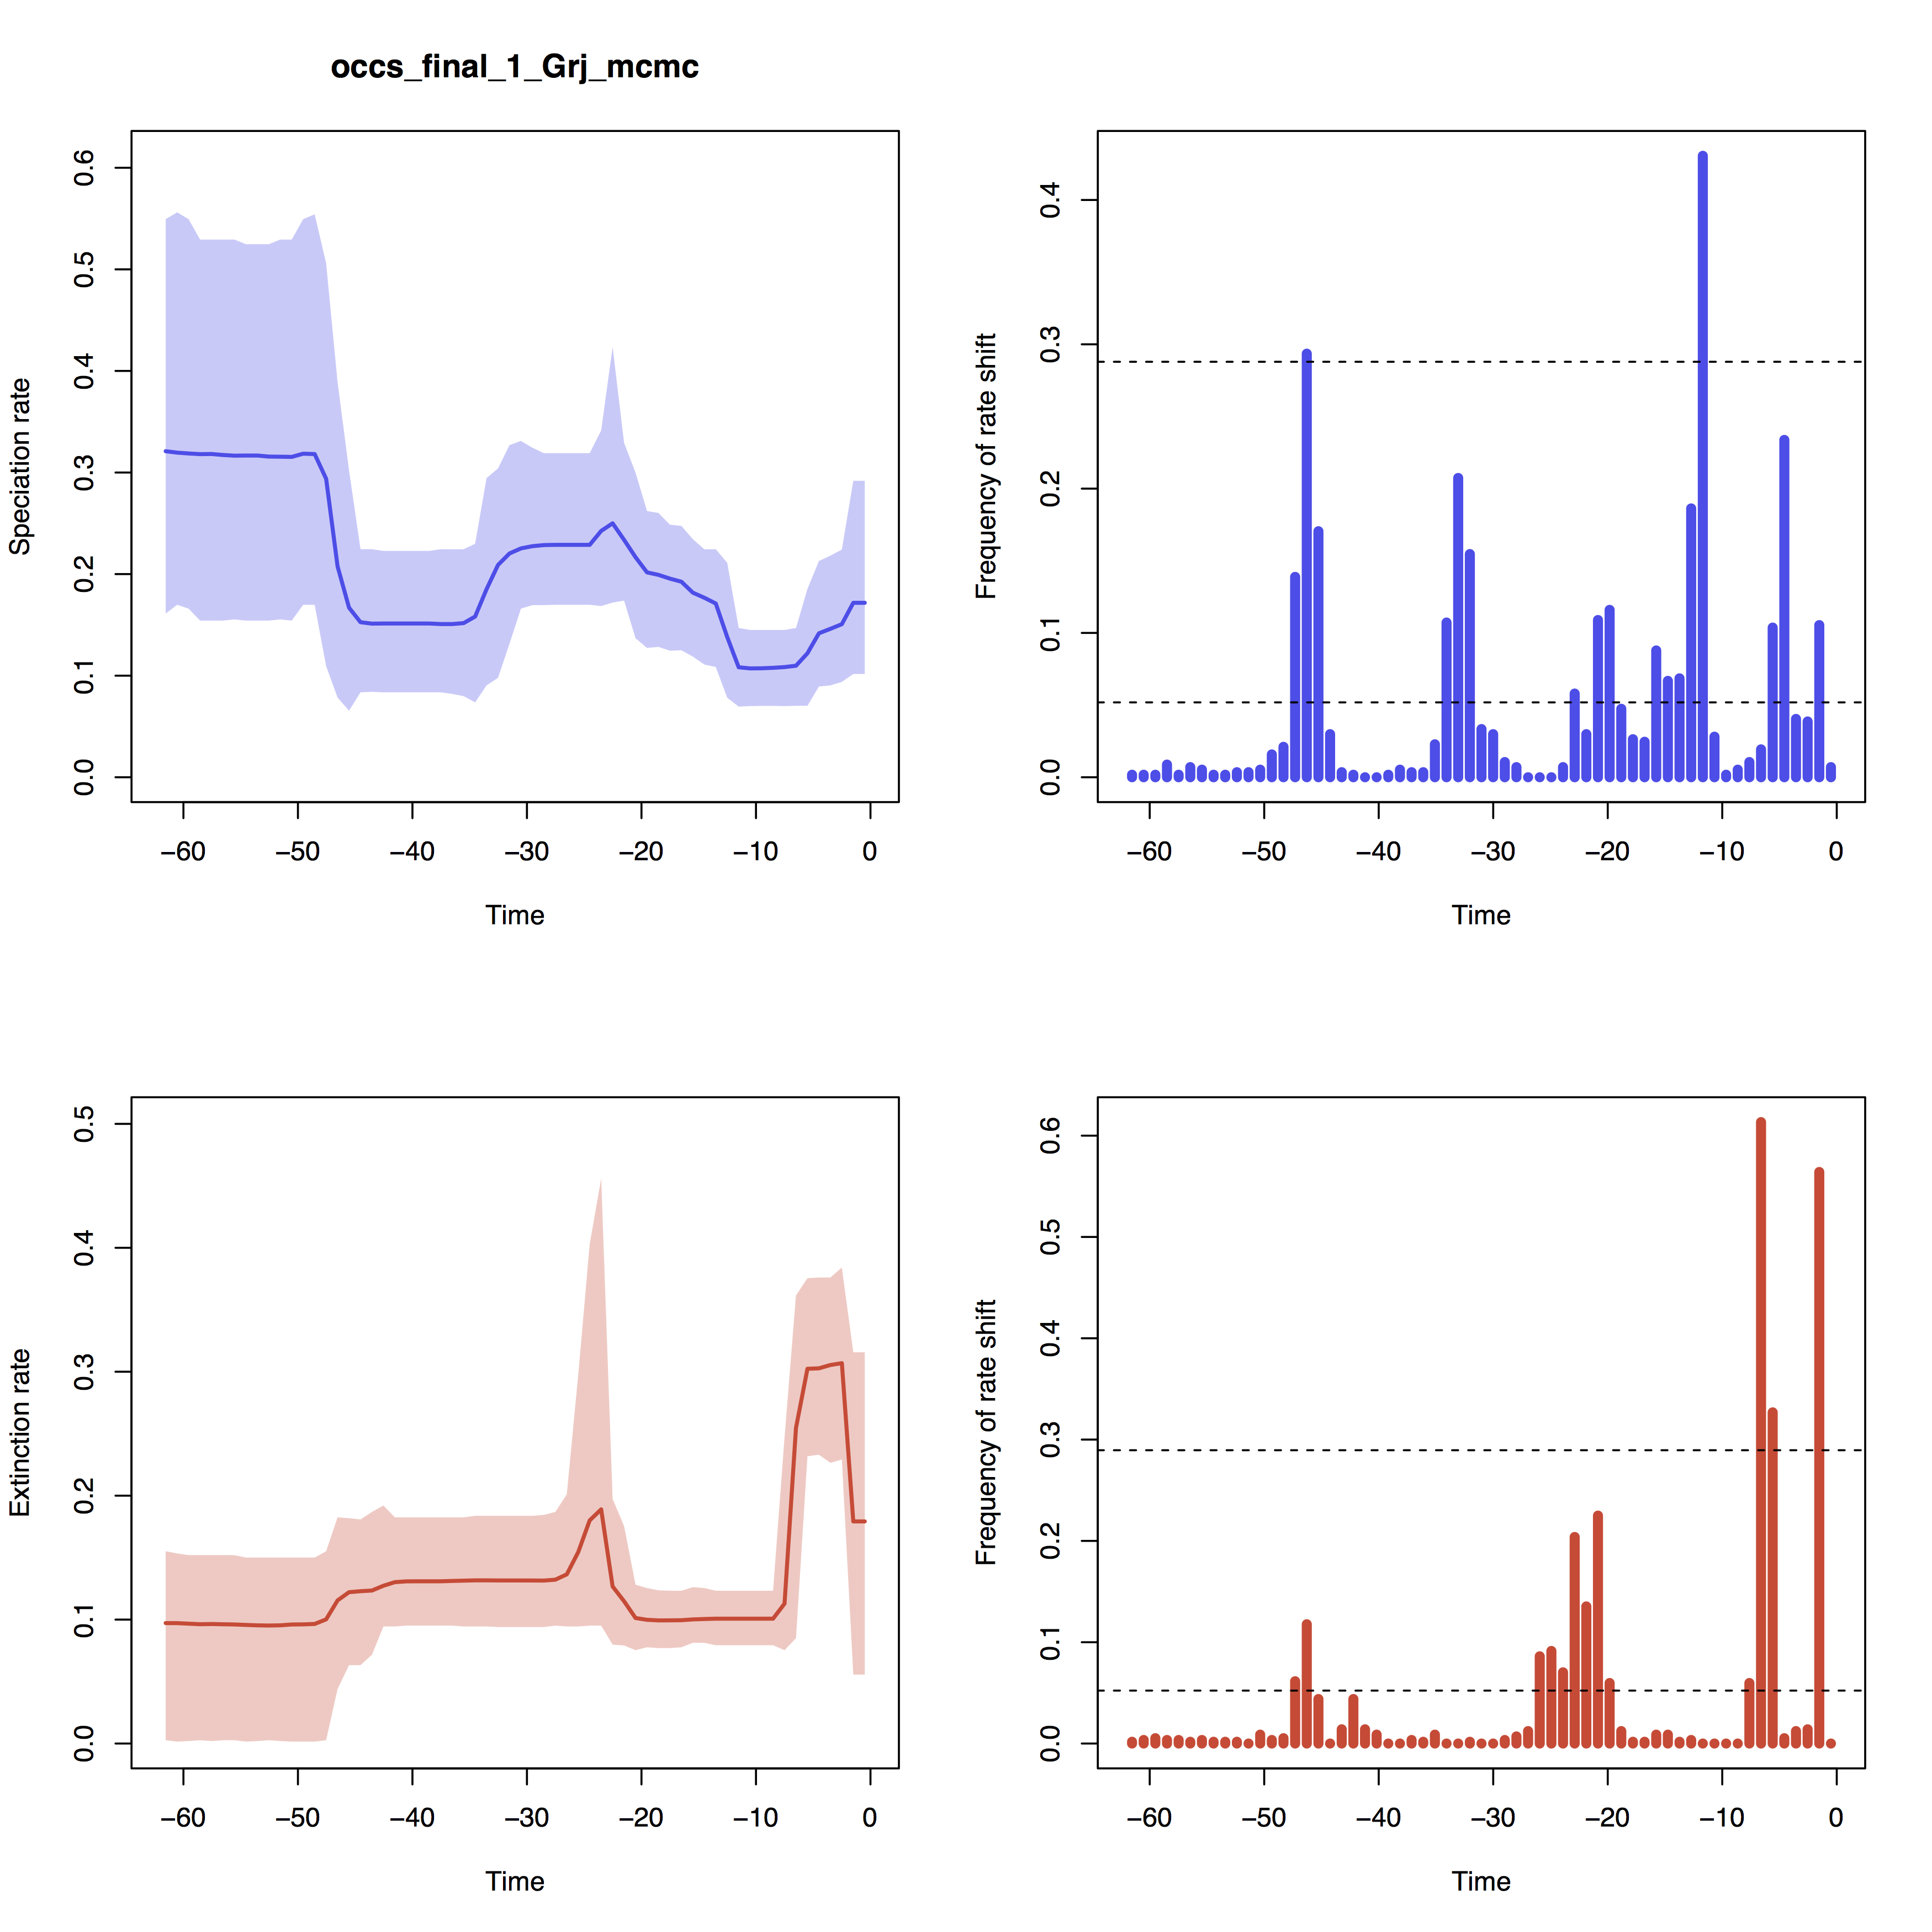 occs_final_1_Grj_mcmc
Speciation rate
0.0 0.1 0.2 0.3 0.4 0.5 0.6
−60 −50 −40 −30 −20 −10 0
Time
Frequency of rate shift
0.0 0.1 0.2 0.3 0.4
−60 −50 −40 −30 −20 −10 0
Time
Extinction rate
0.0 0.1 0.2 0.3 0.4 0.5
−60 −50 −40 −30 −20 −10 0
Time
Frequency of rate shift
0.0 0.1 0.2 0.3 0.4 0.5 0.6
−60 −50 −40 −30 −20 −10 0
Time